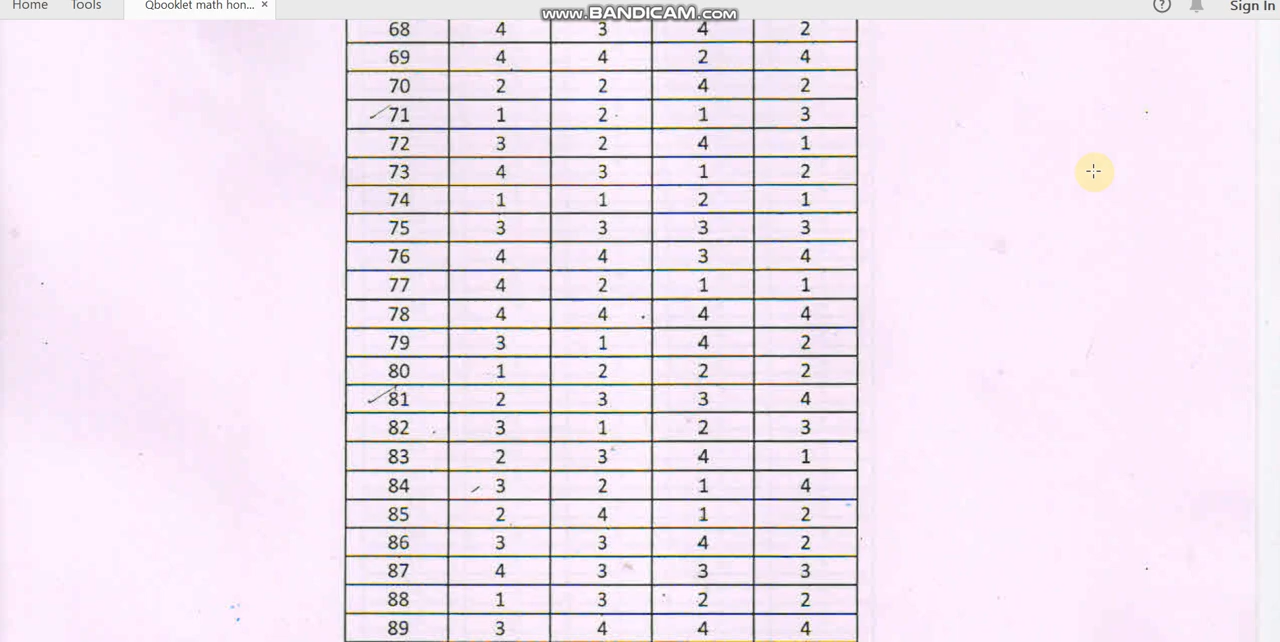 Home Tools Qbooklet math hon... × Sign In
www.BANDICAM.com
68 4 3 4 2
69 4 4 2 4
70 2 2 4 2
71 1 2 1 3
72 3 2 4 1
73 4 3 1 2
74 1 1 2 1
75 3 3 3 3
76 4 4 3 4
77 4 2 1 1
78 4 4 4 4
79 3 1 4 2
80 1 2 2 2
81 2 3 3 4
82 3 1 2 3
83 2 3 4 1
84 3 2 1 4
85 2 4 1 2
86 3 3 4 2
87 4 3 3 3
88 1 3 2 2
89 3 4 4 4